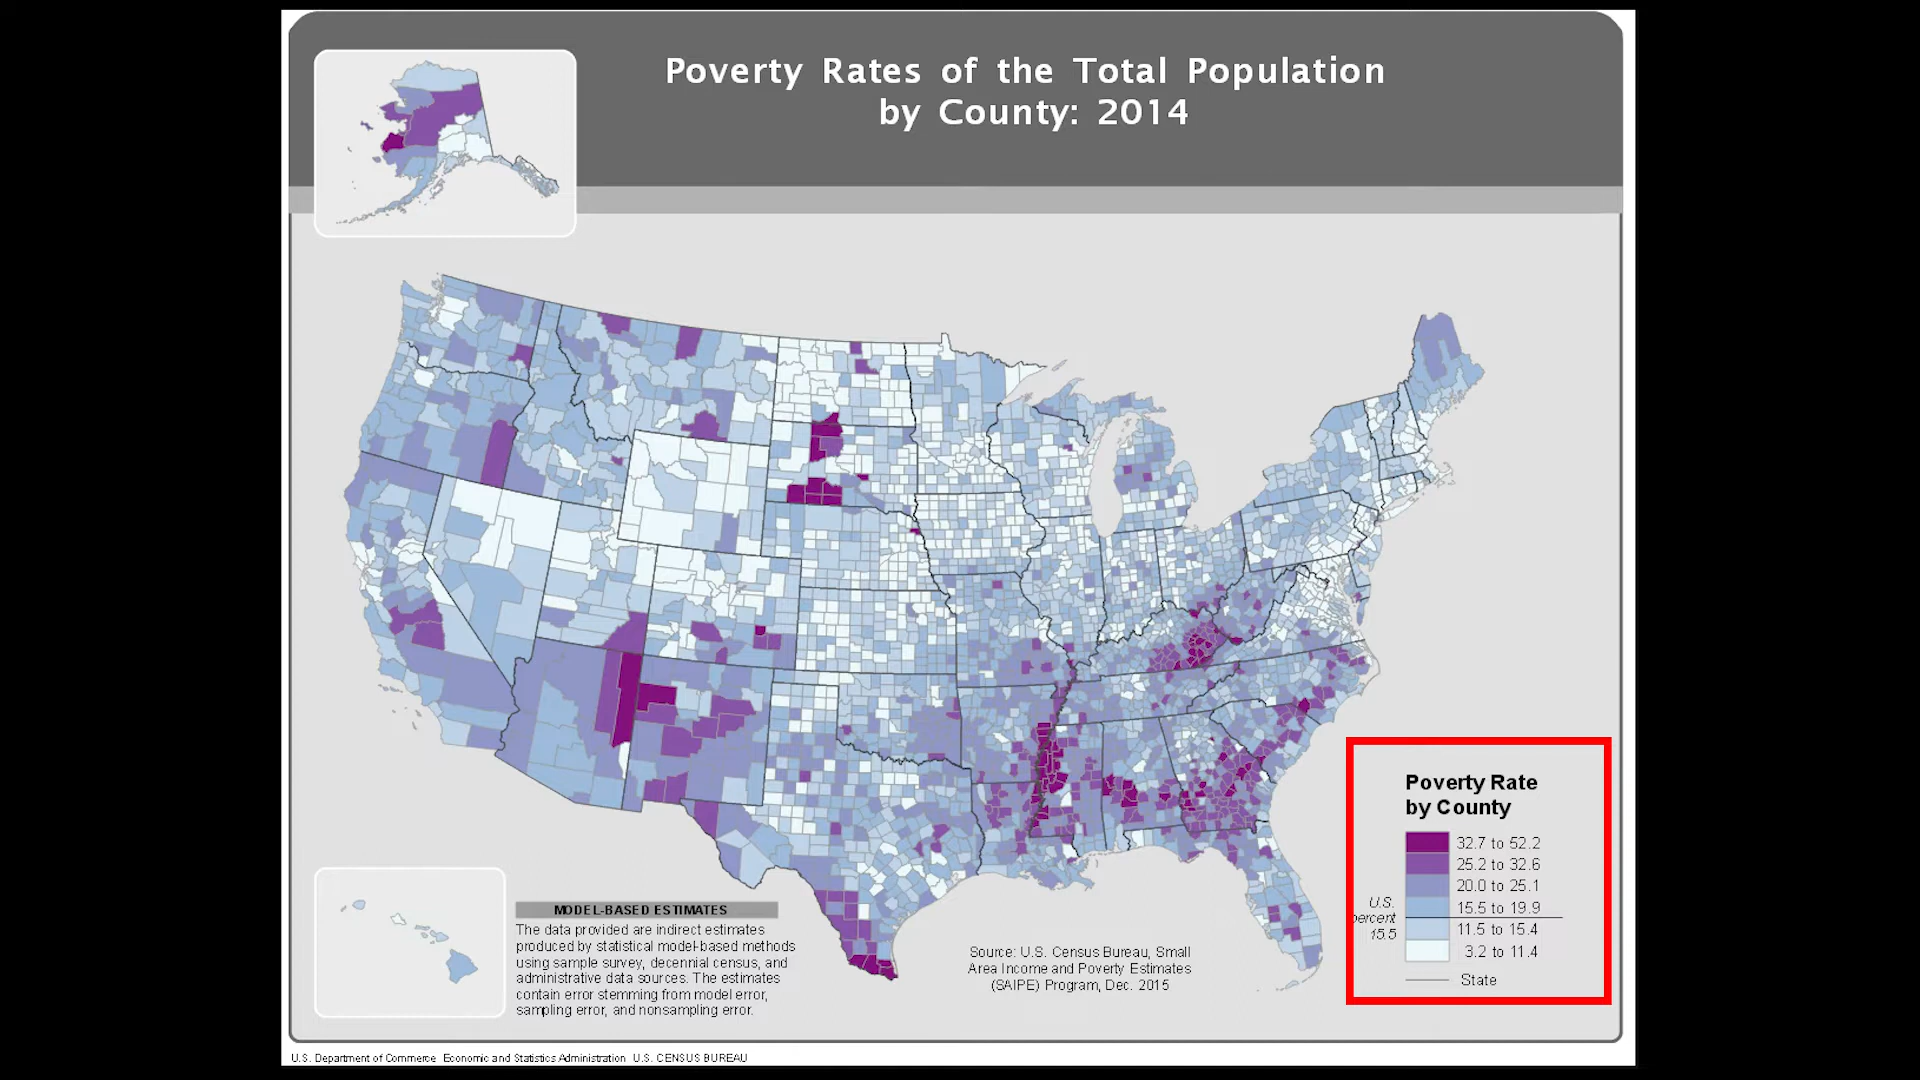 Poverty Rates of the Total Population
by County: 2014
Poverty Rate
by County
32.7 to 52.2
25.2 to 32.6
20.0 to 25.1
15.5 to 19.9
11.5 to 15.4
3.2 to 11.4
U.S.
percent
15.5
State
MODEL-BASED ESTIMATES
The data provided are indirect estimates
produced by statistical model-based methods
using sample survey, decennial census, and
administrative data sources. The estimates
contain error stemming from model error,
sampling error, and nonsampling error.
Source: U.S. Census Bureau, Small
Area Income and Poverty Estimates
(SAIPE) Program, Dec. 2015
U.S. Department of Commerce Economic and Statistics Administration U.S. CENSUS BUREAU